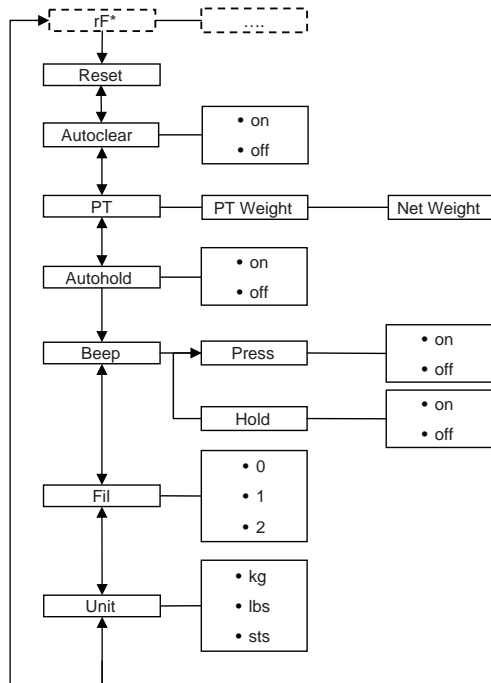 rF*
....
Reset
Autoclear
• on
• off
PT
PT Weight
Net Weight
Autohold
• on
• off
Beep
Press
• on
• off
Hold
• on
• off
Fil
• 0
• 1
• 2
Unit
• kg
• lbs
• sts